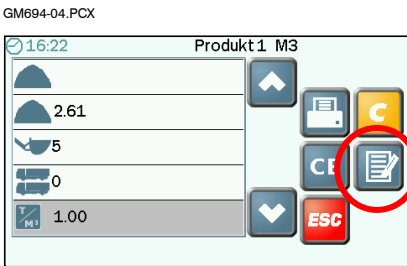 GM694-04.PCX
16:22 Produkt 1 M3
2.61
5
0
T/M³ 1.00
C
CE
ESC